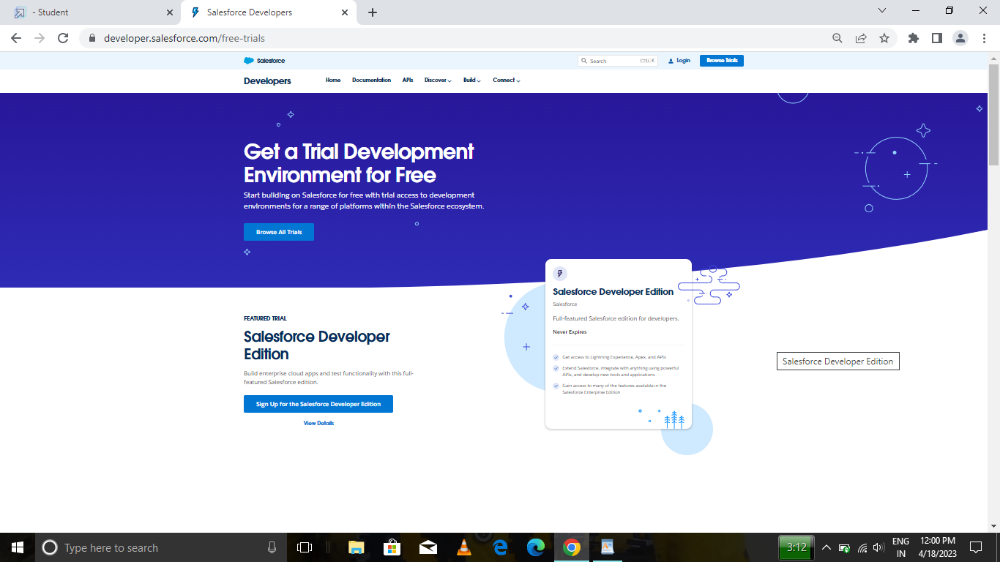 - Student
Salesforce Developers
developer.salesforce.com/free-trials
Salesforce
Search
CTRL K
Login
Browse Trials
Developers
Home
Documentation
APIs
Discover
Build
Connect
Get a Trial Development
Environment for Free
Start building on Salesforce for free with trial access to development
environments for a range of platforms within the Salesforce ecosystem.
Browse All Trials
FEATURED TRIAL
Salesforce Developer
Edition
Build enterprise cloud apps and test functionality with this full-
featured Salesforce edition.
Sign Up for the Salesforce Developer Edition
View Details
Salesforce Developer Edition
Salesforce
Full-featured Salesforce edition for developers.
Never Expires
Get access to Lightning Experience, Apex, and APIs
Extend Salesforce, integrate with anything using powerful
APIs, and develop new tools and applications
Gain access to many of the features available in the
Salesforce Enterprise Edition
Salesforce Developer Edition
Type here to search
3:12
ENG
IN
12:00 PM
4/18/2023